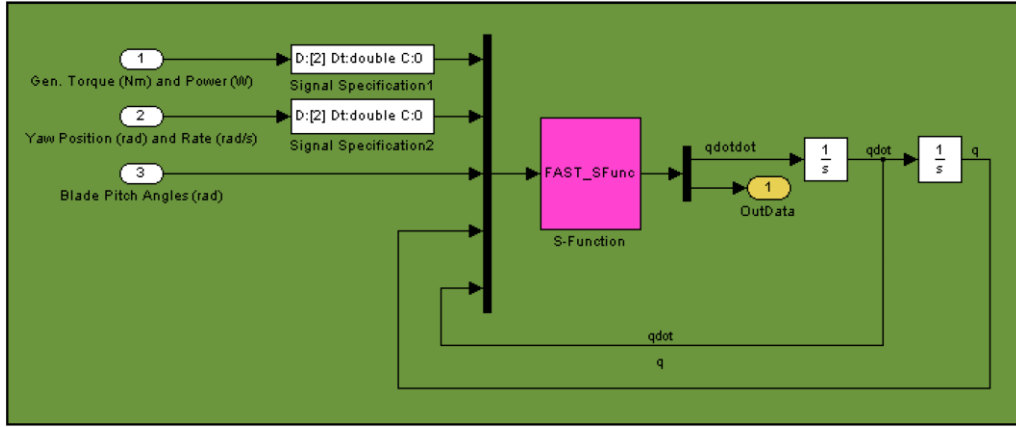 1
D:[2] Dt:double C:0
Gen. Torque (Nm) and Power (W)
Signal Specification1
2
D:[2] Dt:double C:0
Yaw Position (rad) and Rate (rad/s)
Signal Specification2
3
Blade Pitch Angles (rad)
FAST_SFunc
S-Function
qdotdot
1
OutData
1
s
qdot
1
s
q
qdot
q